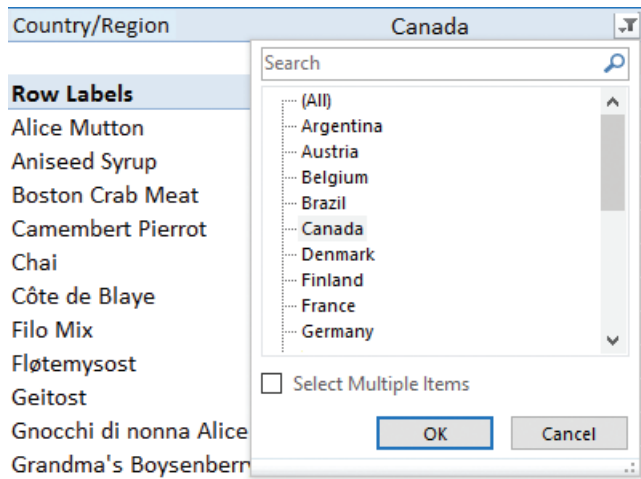 Country/Region Canada
Search
Row Labels
(All)
Alice Mutton
Argentina
Aniseed Syrup
Austria
Belgium
Boston Crab Meat
Brazil
Camembert Pierrot
Canada
Chai
Denmark
Côte de Blaye
Finland
France
Filo Mix
Germany
Fløtemysost
Geitost
Select Multiple Items
Gnocchi di nonna Alice
OK Cancel
Grandma's Boysenberr